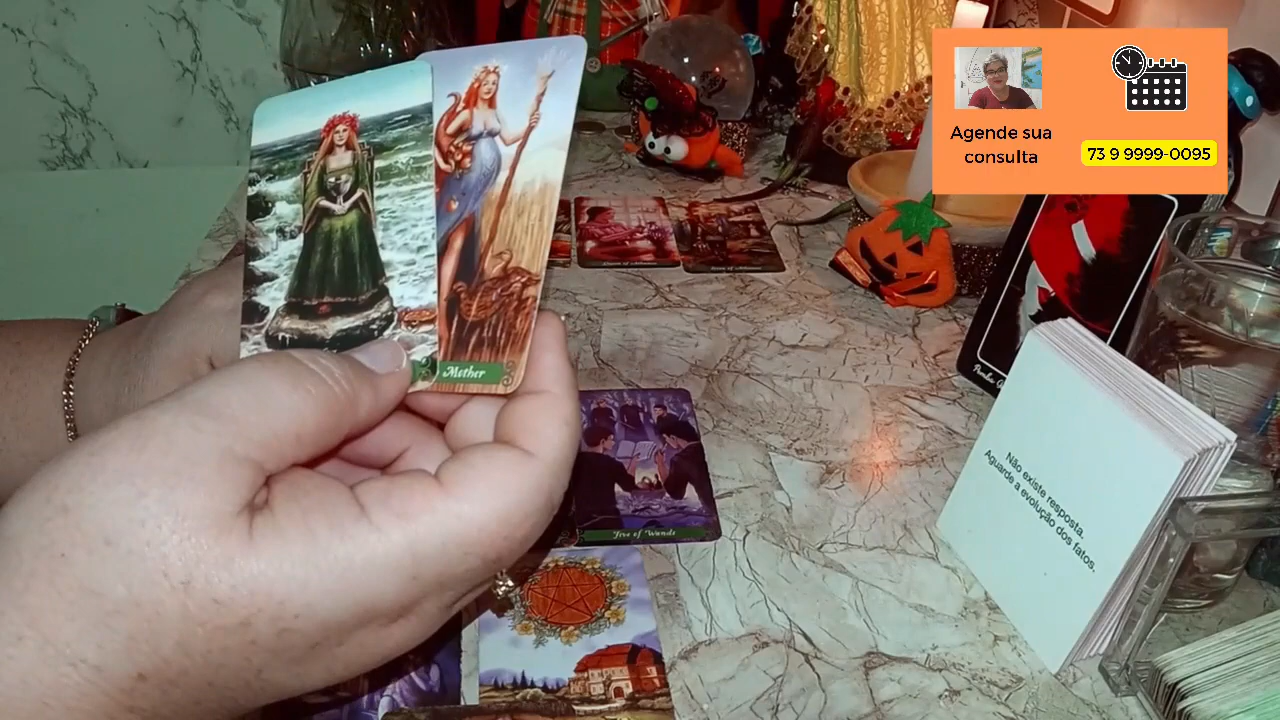 Agende sua
consulta
73 9 9999-0095
Mother
Five of Wands
Não existe resposta.
Aguarde a evolução dos fatos.